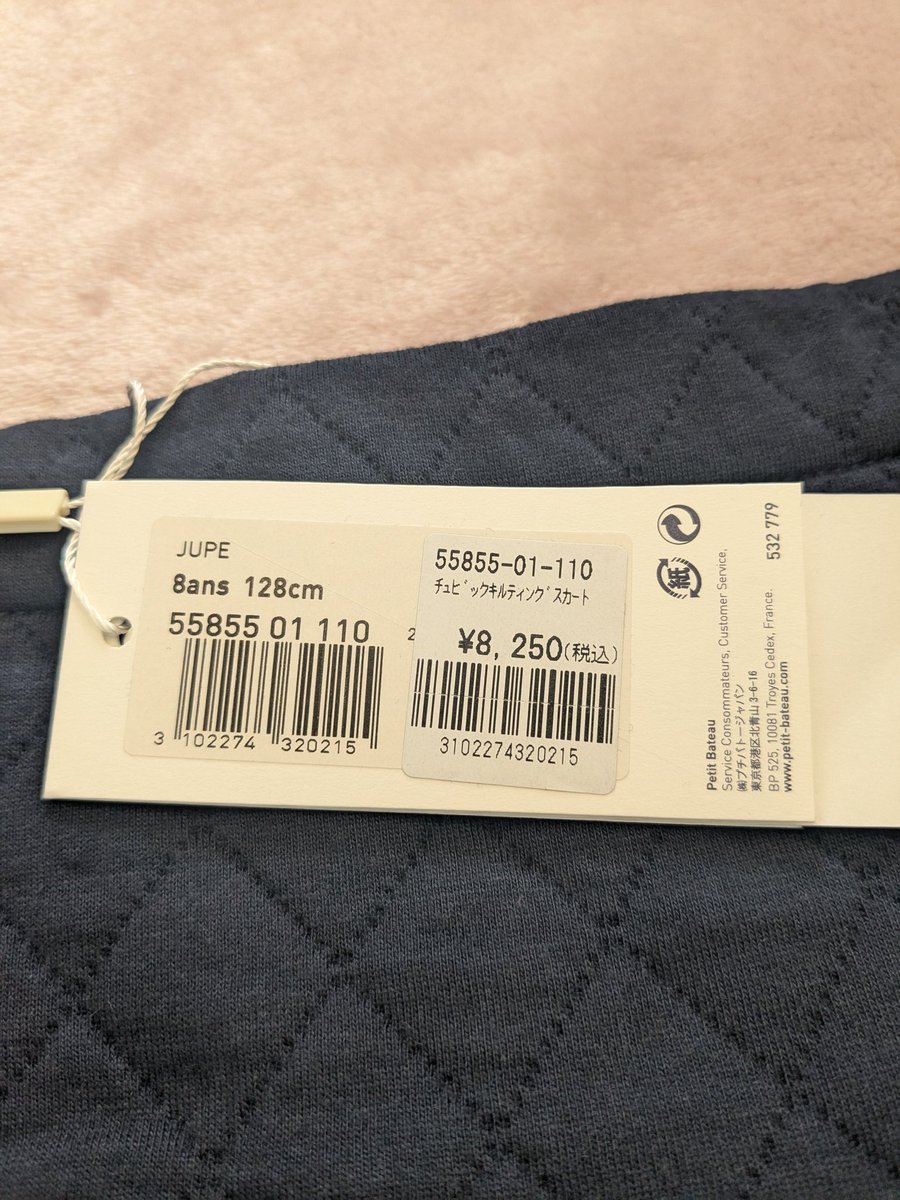 JUPE
8ans 128cm
55855 01 110
3 102274 320215
2
55855-01-110
チュビックキルティングスカート
¥8,250(税込)
3102274320215
紙
532 779
Petit Bateau
Service Consommateurs, Customer Service,
㈱プチバトージャパン
東京都港区北青山 3-6-16
BP 525, 10081 Troyes Cedex, France.
www.petit-bateau.com